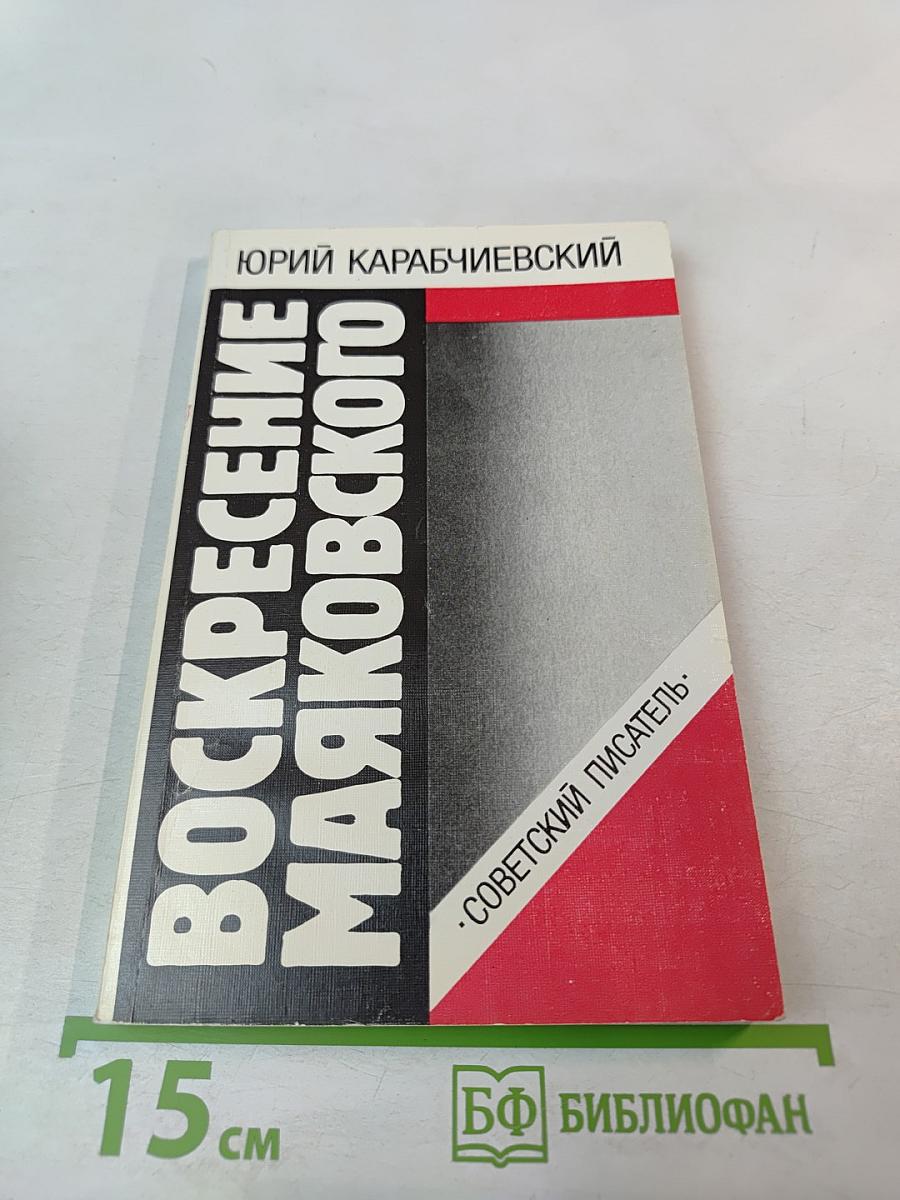 ЮРИЙ КАРАБЧИЕВСКИЙ
ВОСКРЕСЕНИЕ
МАЯКОВСКОГО
·СОВЕТСКИЙ ПИСАТЕЛЬ·
15 см
БФ БИБЛИОФАН